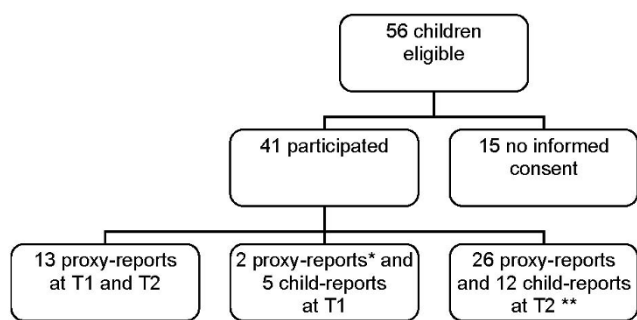 56 children
eligible
41 participated
15 no informed
consent
13 proxy-reports
at T1 and T2
2 proxy-reports* and
5 child-reports
at T1
26 proxy-reports
and 12 child-reports
at T2 **